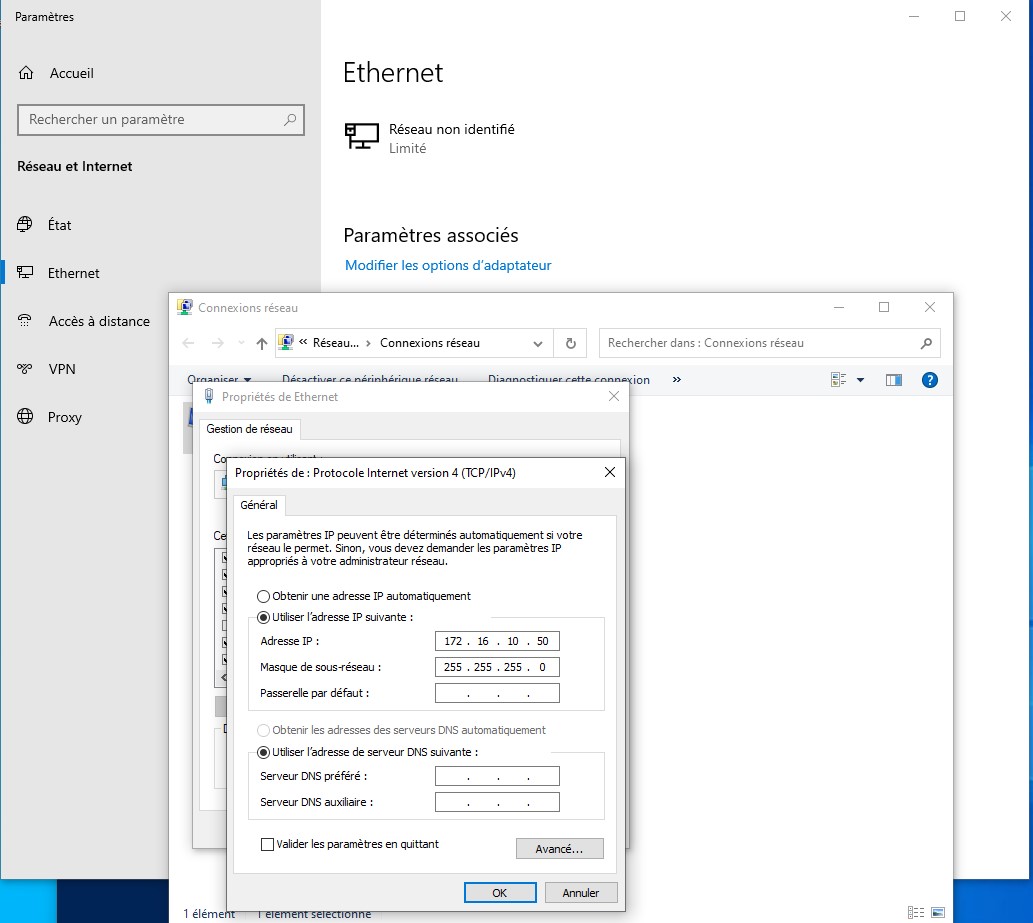 Paramètres
Accueil
Rechercher un paramètre
Réseau et Internet
État
Ethernet
Accès à distance
VPN
Proxy
Ethernet
Réseau non identifié
Limité
Paramètres associés
Modifier les options d'adaptateur
Connexions réseau
« Réseau... > Connexions réseau
Rechercher dans : Connexions réseau
Organiser Désactiver ce périphérique réseau Diagnostiquer cette connexion »
Propriétés de Ethernet
Gestion de réseau
Propriétés de : Protocole Internet version 4 (TCP/IPv4)
Général
Les paramètres IP peuvent être déterminés automatiquement si votre
réseau le permet. Sinon, vous devez demander les paramètres IP
appropriés à votre administrateur réseau.
Obtenir une adresse IP automatiquement
Utiliser l'adresse IP suivante :
Adresse IP : 172 . 16 . 10 . 50
Masque de sous-réseau : 255 . 255 . 255 . 0
Passerelle par défaut : . . .
Obtenir les adresses des serveurs DNS automatiquement
Utiliser l'adresse de serveur DNS suivante :
Serveur DNS préféré : . . .
Serveur DNS auxiliaire : . . .
Valider les paramètres en quittant
Avancé...
OK Annuler
1 élément 1 élément sélectionné